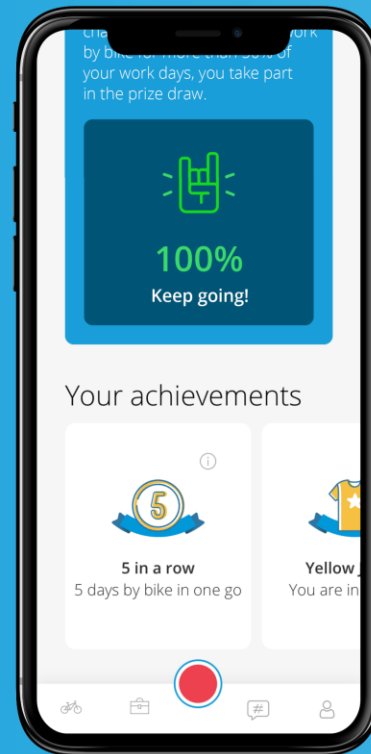 by bike for more than 50% of
your work days, you take part
in the prize draw.
100%
Keep going!
Your achievements
5
5 in a row
5 days by bike in one go
Yellow
You are in
#